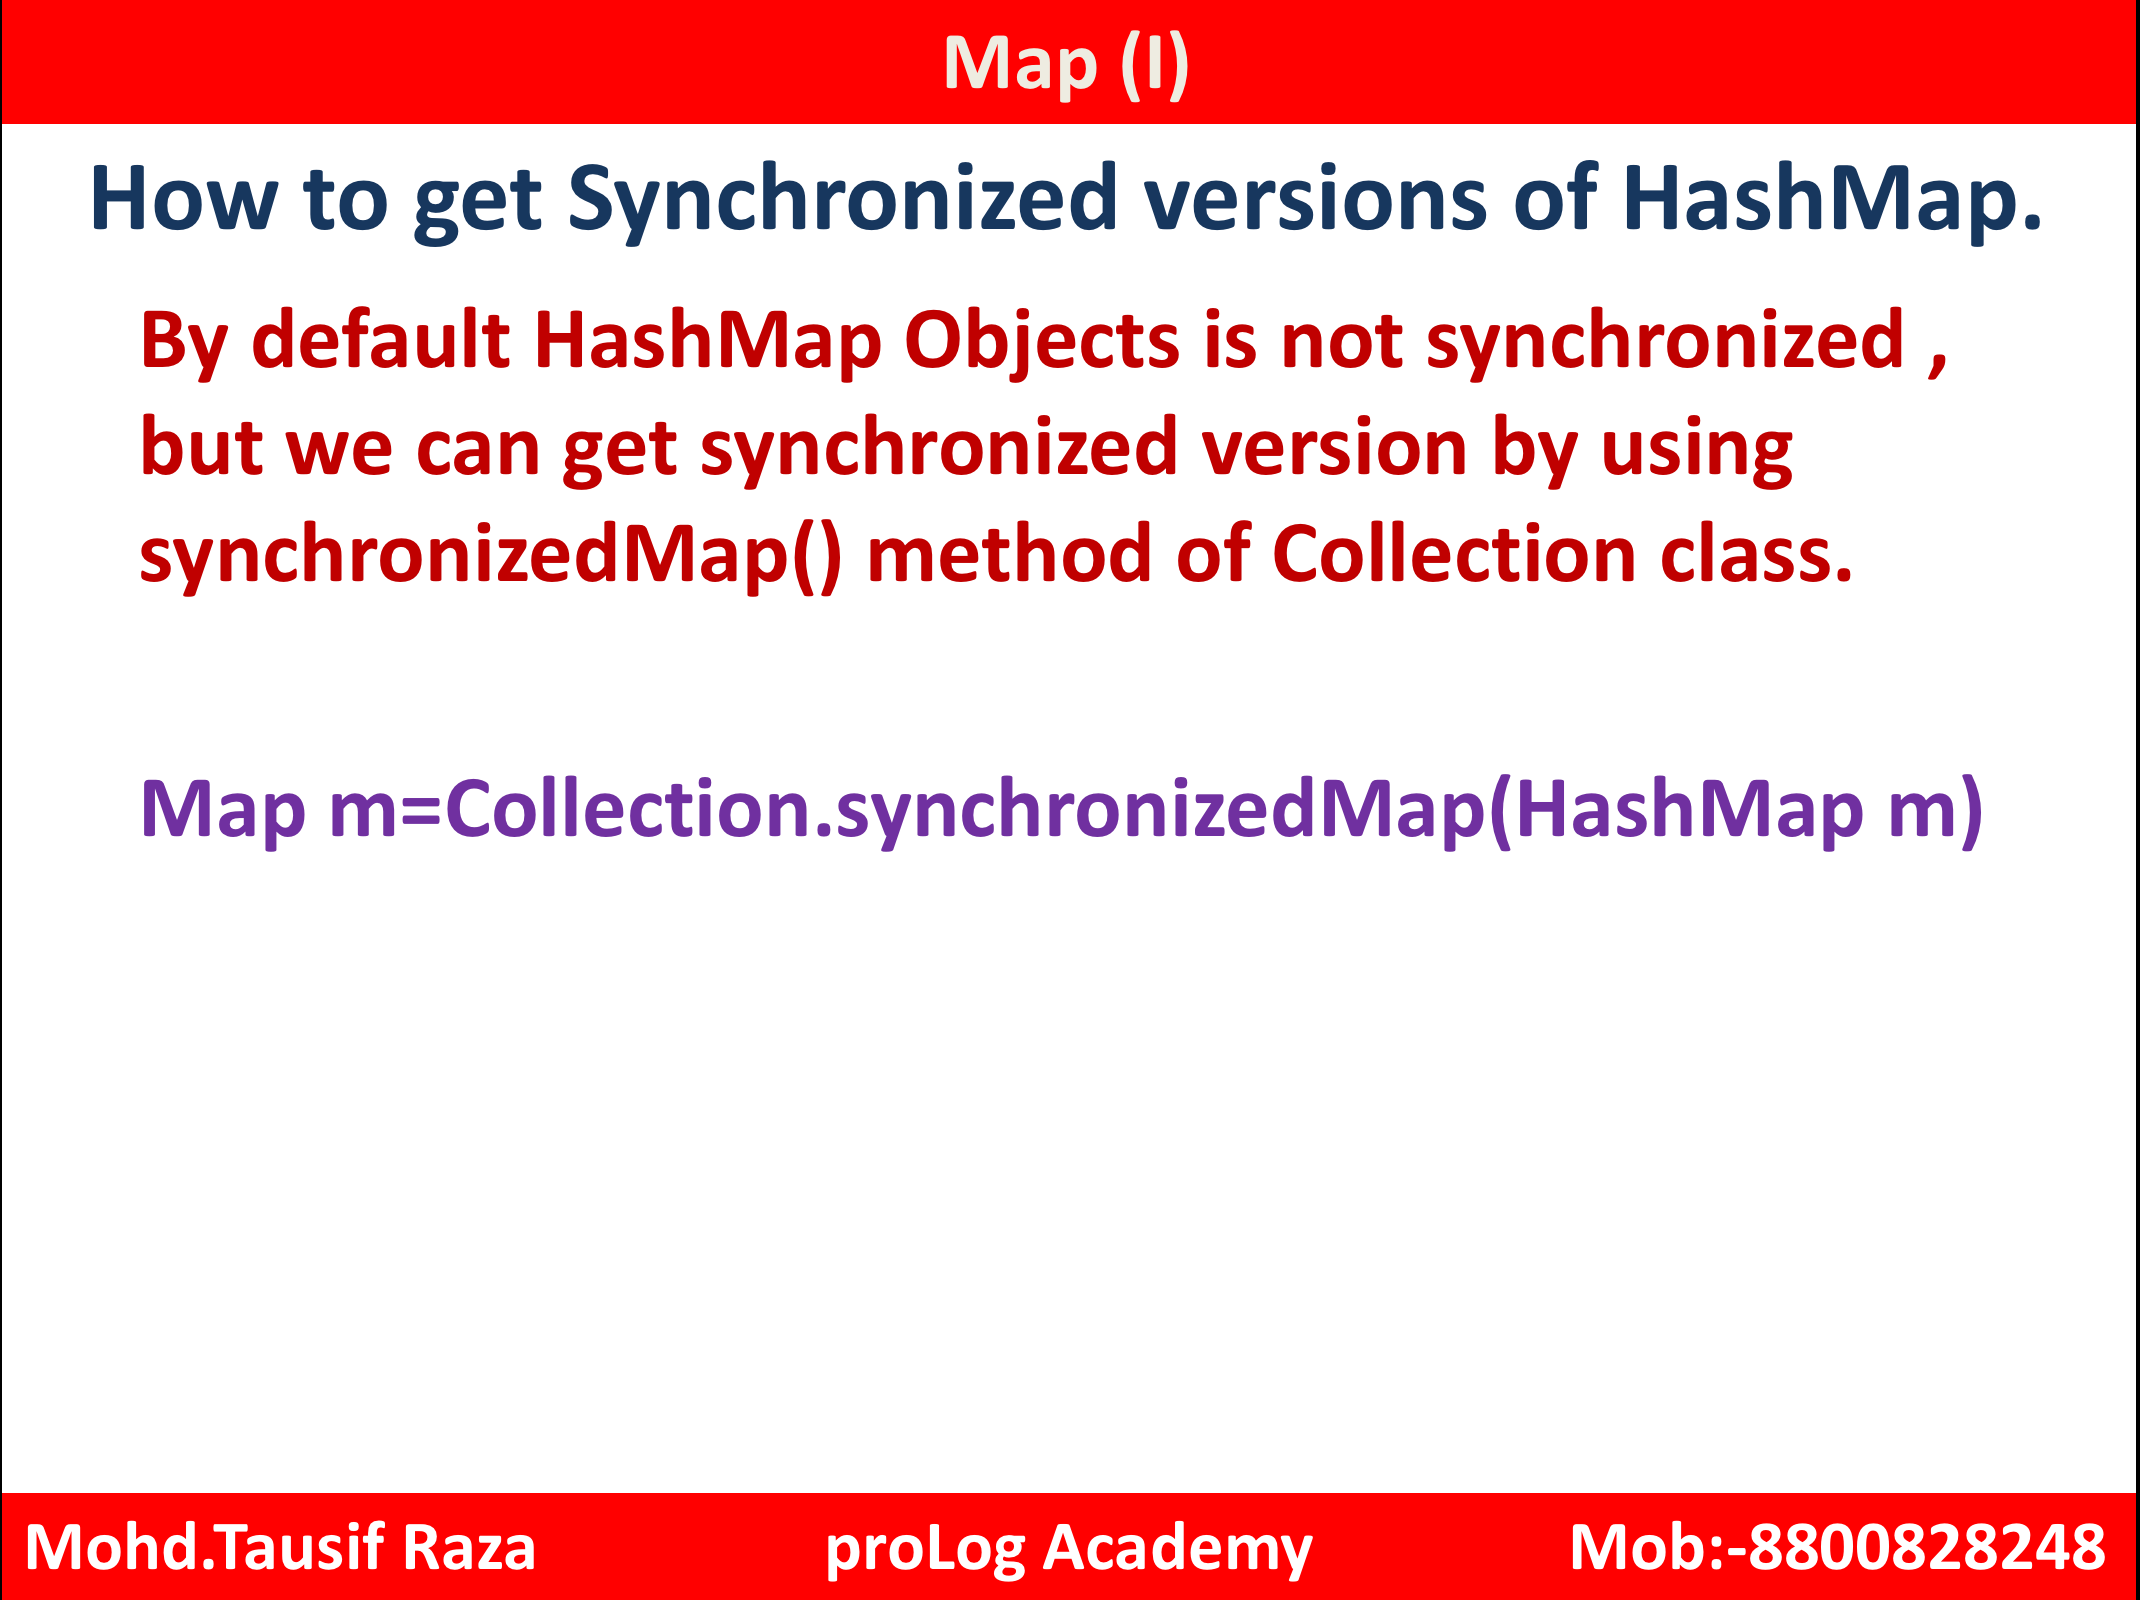 Map (I)
How to get Synchronized versions of HashMap.
By default HashMap Objects is not synchronized ,
but we can get synchronized version by using
synchronizedMap() method of Collection class.
Map m=Collection.synchronizedMap(HashMap m)
Mohd.Tausif Raza proLog Academy Mob:-8800828248